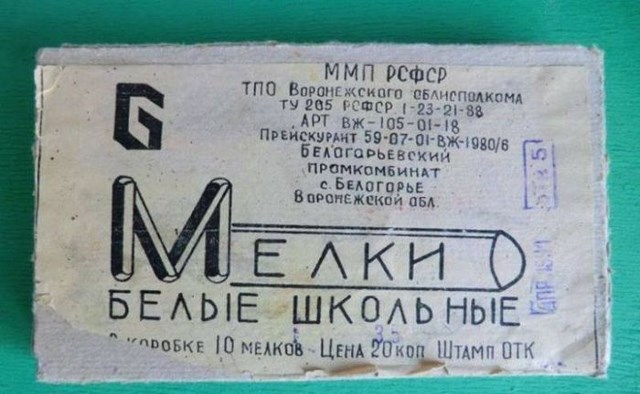 ММП РСФСР
ТПО Воронежского облисполкома
ТУ 205 РСФСР 1-23-21-88
АРТ ВЖ-105-01-18
Прейскурант 59-07-01-ВЖ-1980/6
Белогорьевский
промкомбинат
с. Белогорье
Воронежской обл.
Мелки
БЕЛЫЕ ШКОЛЬНЫЕ
коробке 10 мелков Цена 20 коп Штамп ОТК